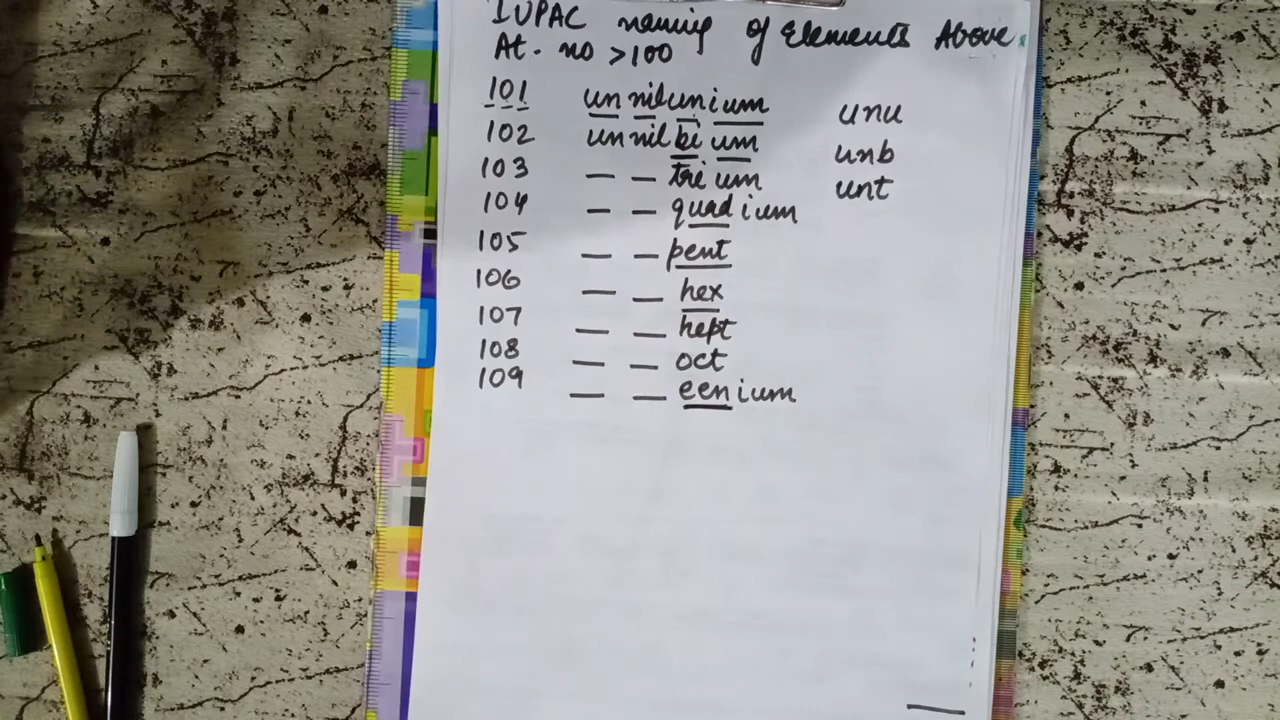 IUPAC naming of Elements Above
At. no >100
101 unnilunium unu
102 unnilbium unb
103 — — trium unt
104 — — quadium
105 — — pent
106 — — hex
107 — — hept
108 — — oct
109 — — eenium